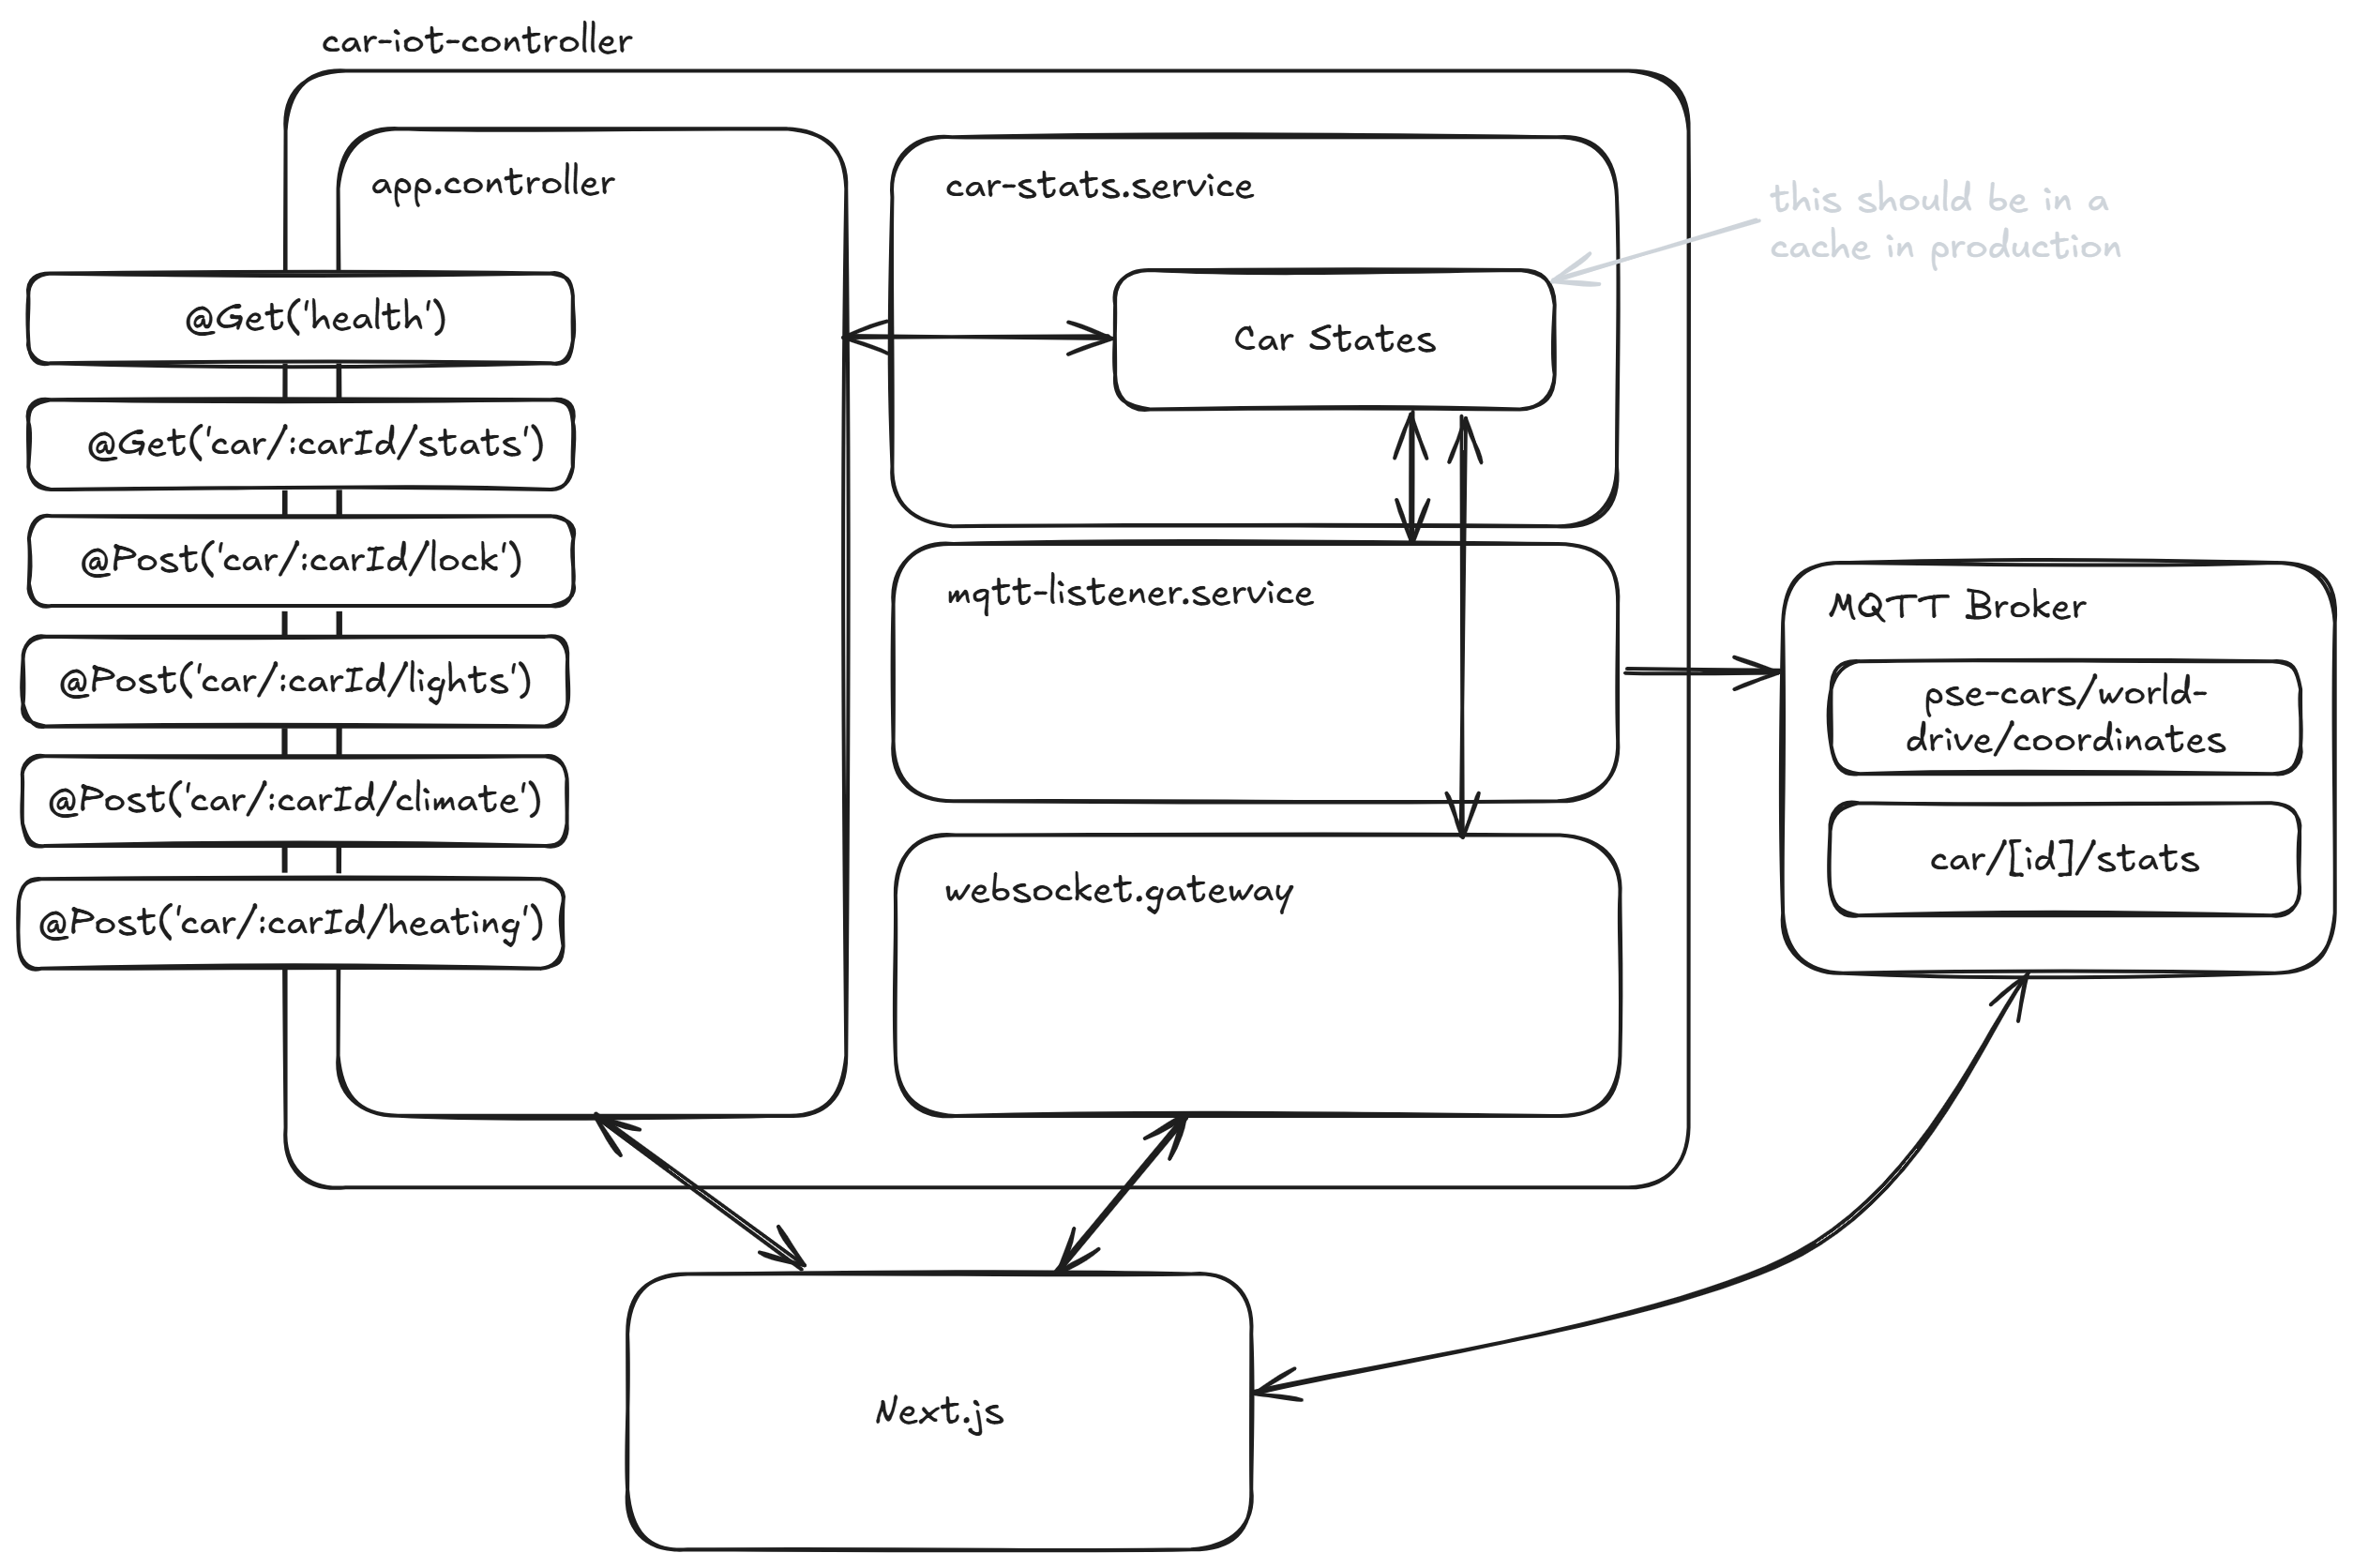 car-iot-controller
app.controller
@Get('health')
@Get('car/:carId/stats')
@Post('car/:carId/lock')
@Post('car/:carId/lights')
@Post('car/:carId/climate')
@Post('car/:carId/heating')
car-stats.service
Car States
this should be in a
cache in production
mqtt-listener.service
websocket.gateway
MQTT Broker
pse-cars/world-
drive/coordinates
car/[id]/stats
Next.js